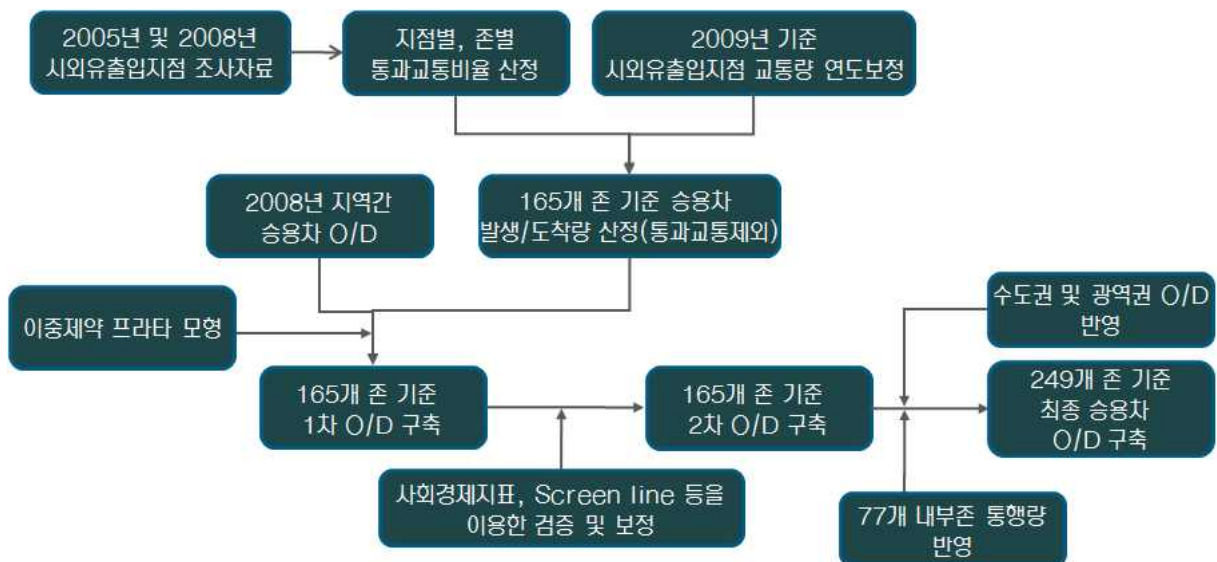 2005년 및 2008년
시외유출입지점 조사자료
지점별, 존별
통과교통비율 산정
2009년 기준
시외유출입지점 교통량 연도보정
2008년 지역간
승용차 O/D
165개 존 기준 승용차
발생/도착량 산정(통과교통제외)
이중제약 프라타 모형
수도권 및 광역권 O/D
반영
165개 존 기준
1차 O/D 구축
165개 존 기준
2차 O/D 구축
249개 존 기준
최종 승용차
O/D 구축
사회경제지표, Screen line 등을
이용한 검증 및 보정
77개 내부존 통행량
반영